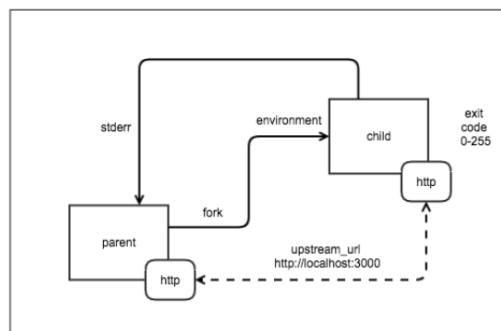 stderr
environment
child
exit
code
0-255
http
fork
parent
upstream_url
http://localhost:3000
http